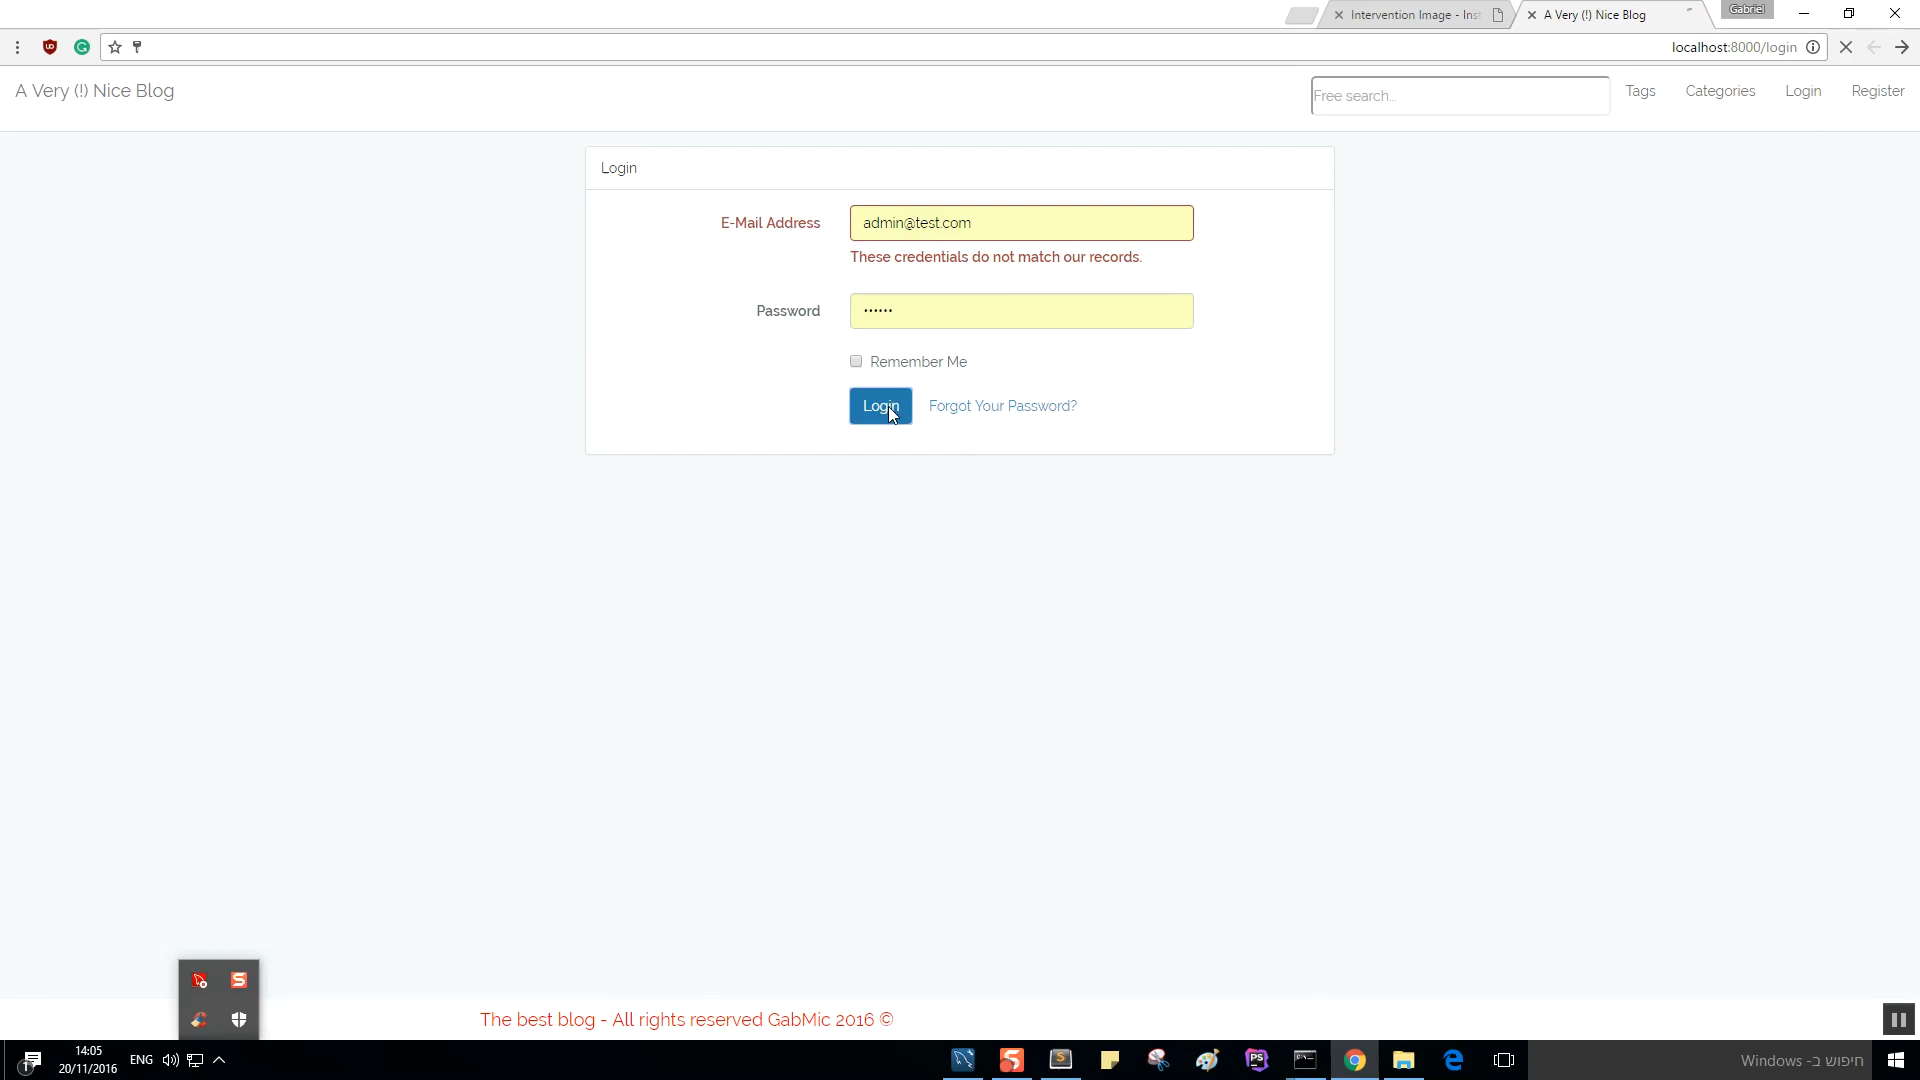 Intervention Image - Inst
A Very (!) Nice Blog
Gabriel
localhost:8000/login
A Very (!) Nice Blog
Free search...
Tags
Categories
Login
Register
Login
E-Mail Address
admin@test.com
These credentials do not match our records.
Password
Remember Me
Login
Forgot Your Password?
The best blog - All rights reserved GabMic 2016 ©
14:05
20/11/2016
ENG
חיפוש ב- Windows